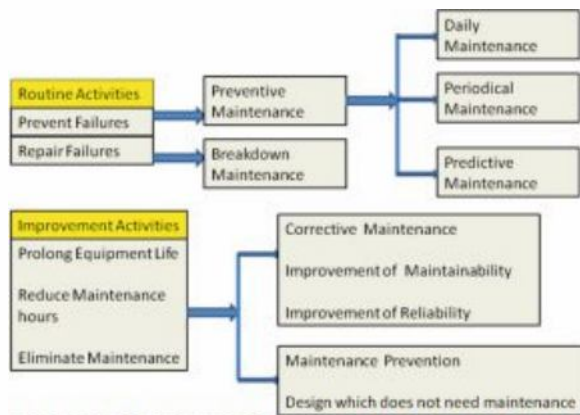 Daily
Maintenance
Routine Activities
Prevent Failures
Repair Failures
Preventive
Maintenance
Periodical
Maintenance
Breakdown
Maintenance
Predictive
Maintenance
Improvement Activities
Prolong Equipment Life
Reduce Maintenance
hours
Eliminate Maintenance
Corrective Maintenance
Improvement of Maintainability
Improvement of Reliability
Maintenance Prevention
Design which does not need maintenance